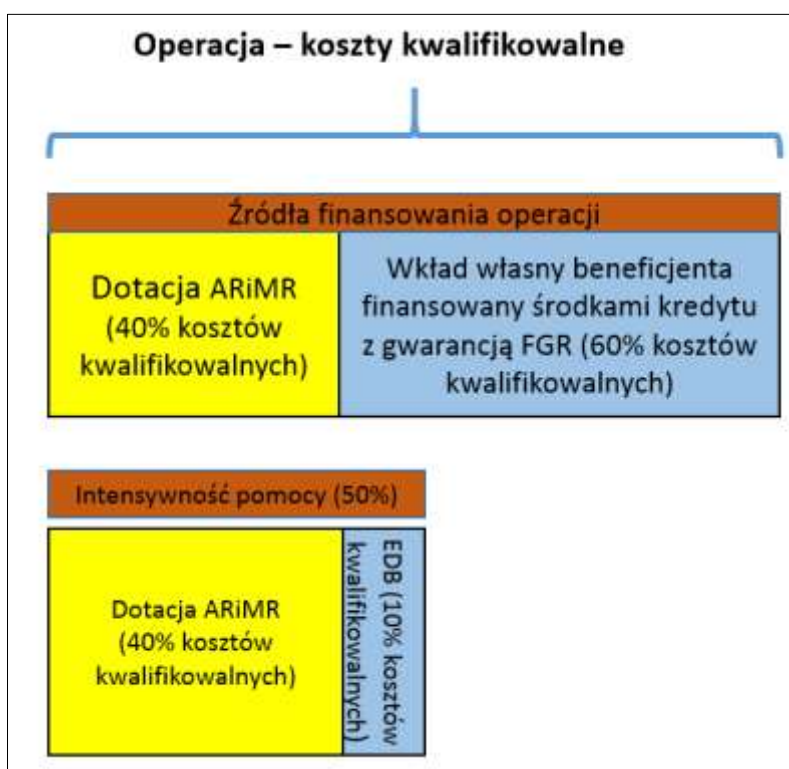 Operacja – koszty kwalifikowalne
Źródła finansowania operacji
Dotacja ARiMR
(40% kosztów
kwalifikowalnych)
Wkład własny beneficjenta
finansowany środkami kredytu
z gwarancją FGR (60% kosztów
kwalifikowalnych)
Intensywność pomocy (50%)
Dotacja ARiMR
(40% kosztów
kwalifikowalnych)
EDB (10% kosztów
kwalifikowalnych)